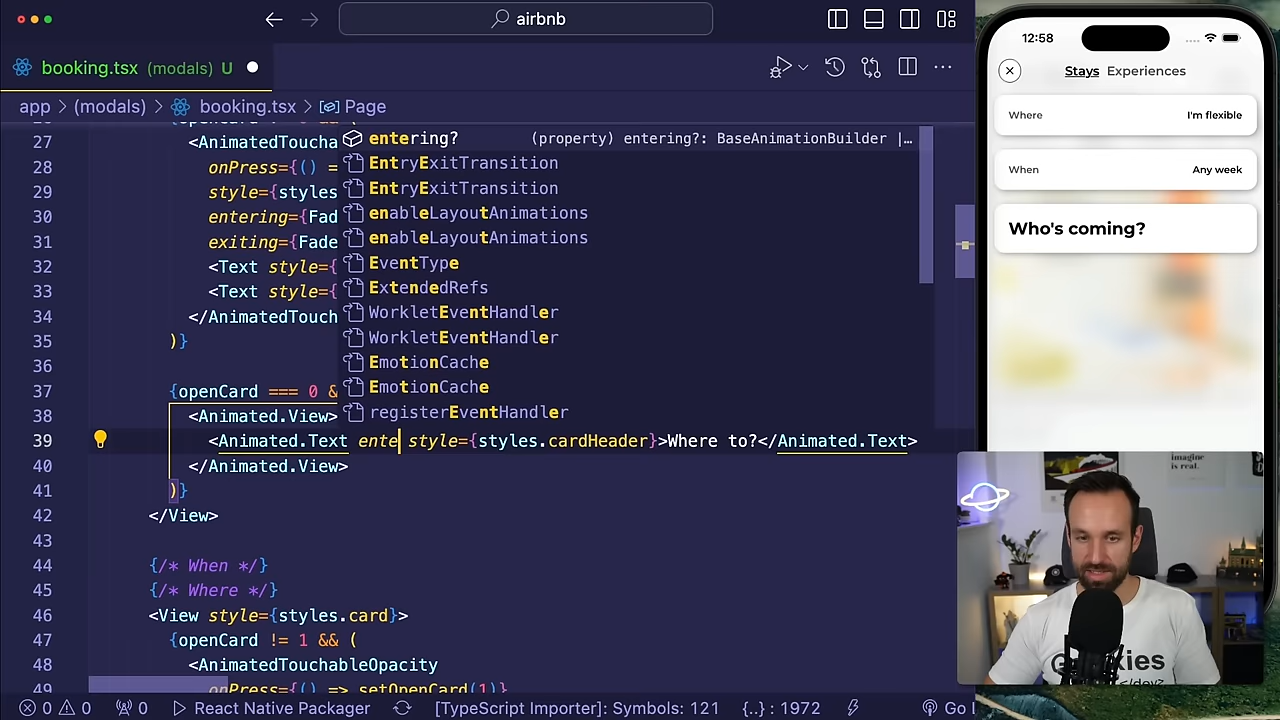 airbnb
booking.tsx (modals) U
app > (modals) > booking.tsx > Page
27 <AnimatedToucha
28 onPress={() =
29 style={styles
30 entering={Fad
31 exiting={Fade
32 <Text style={
33 <Text style={
34 </AnimatedTouch
35 )}
36
37 {openCard === 0 &
38 <Animated.View>
39 <Animated.Text ente style={styles.cardHeader}>Where to?</Animated.Text>
40 </Animated.View>
41 )}
42 </View>
43
44 {/* When */}
45 {/* Where */}
46 <View style={styles.card}>
47 {openCard != 1 && (
48 <AnimatedTouchableOpacity
49 onPress={() => setOpenCard(1)}
entering? (property) entering?: BaseAnimationBuilder |…
EntryExitTransition
EntryExitTransition
enableLayoutAnimations
enableLayoutAnimations
EventType
ExtendedRefs
WorkletEventHandler
WorkletEventHandler
EmotionCache
EmotionCache
registerEventHandler
0 0 0 React Native Packager [TypeScript Importer]: Symbols: 121 {..} : 1972 Go L
12:58
Stays Experiences
Where I'm flexible
When Any week
Who's coming?
imagine
is real.